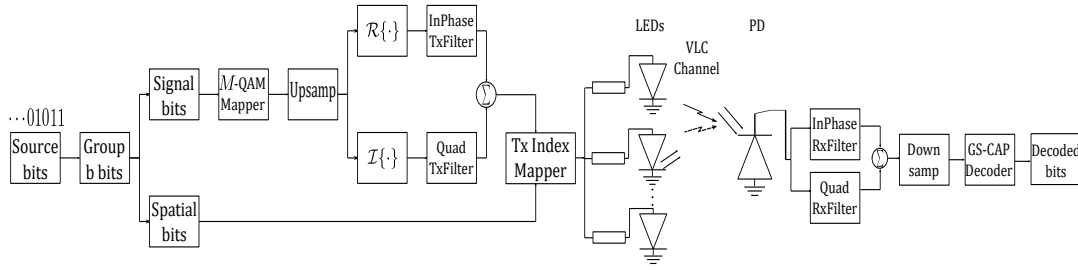 ⋯01011
Source
bits
Group
b bits
Signal
bits
Spatial
bits
M-QAM
Mapper
Upsamp
R{·}
I{·}
InPhase
TxFilter
Quad
TxFilter
Σ
Tx Index
Mapper
LEDs
VLC
Channel
PD
InPhase
RxFilter
Quad
RxFilter
Σ
Down
samp
GS-CAP
Decoder
Decoded
bits